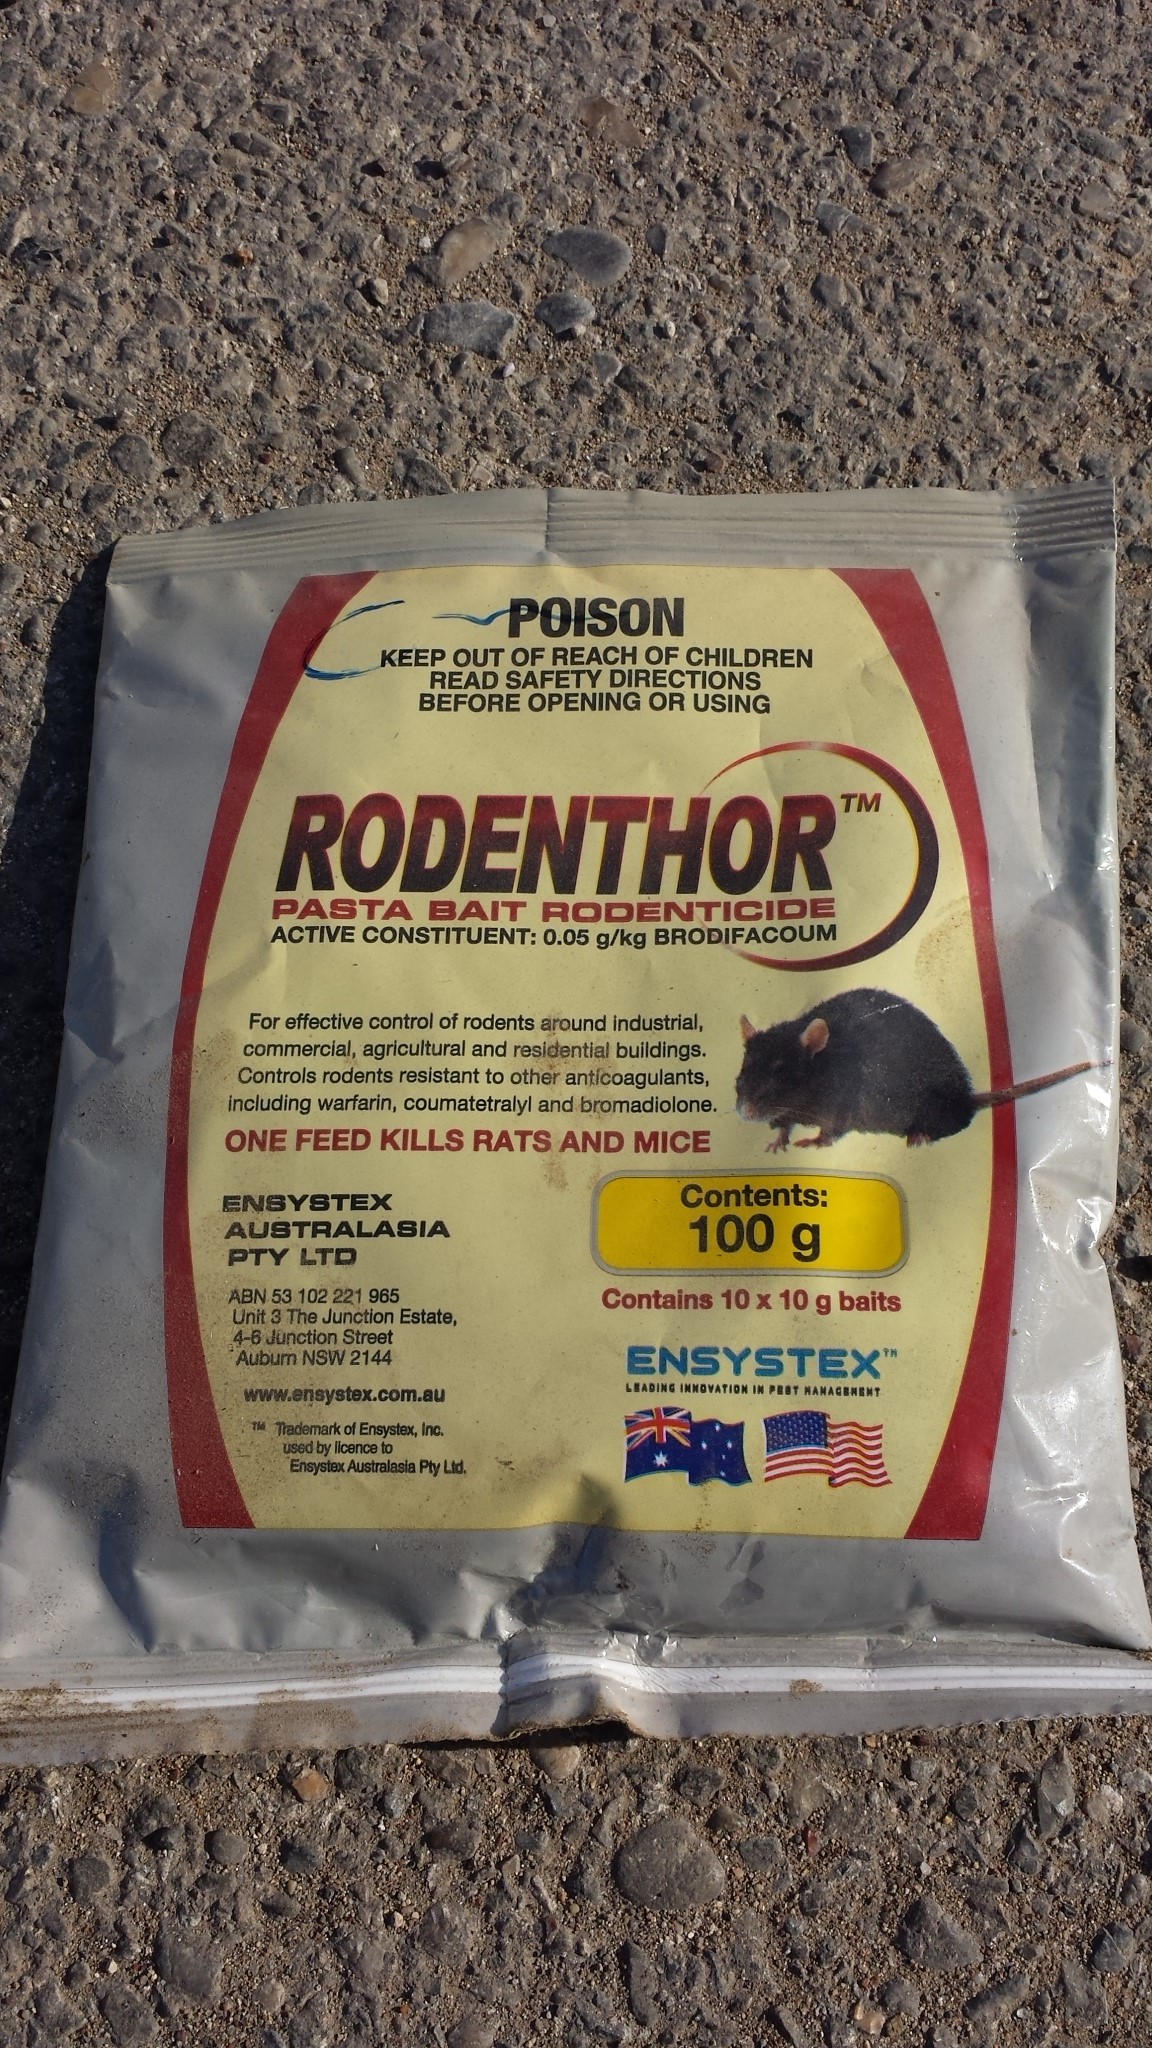 POISON
KEEP OUT OF REACH OF CHILDREN
READ SAFETY DIRECTIONS
BEFORE OPENING OR USING
RODENTHOR™
PASTA BAIT RODENTICIDE
ACTIVE CONSTITUENT: 0.05 g/kg BRODIFACOUM
For effective control of rodents around industrial,
commercial, agricultural and residential buildings.
Controls rodents resistant to other anticoagulants,
including warfarin, coumatetralyl and bromadiolone.
ONE FEED KILLS RATS AND MICE
ENSYSTEX
AUSTRALASIA
PTY LTD
ABN 53 102 221 965
Unit 3 The Junction Estate,
4-6 Junction Street
Auburn NSW 2144
www.ensystex.com.au
™ Trademark of Ensystex, Inc.
used by licence to
Ensystex Australasia Pty Ltd.
Contents:
100 g
Contains 10 x 10 g baits
ENSYSTEX™
LEADING INNOVATION IN PEST MANAGEMENT